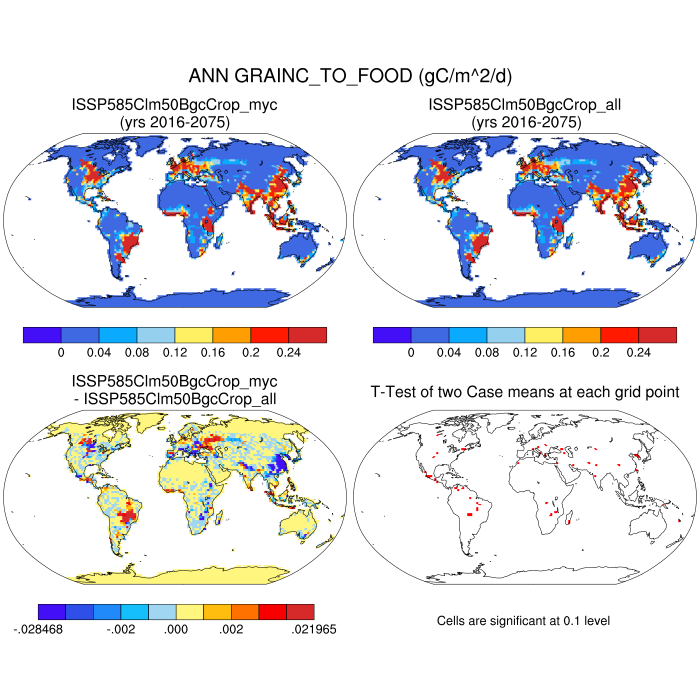 ANN GRAINC_TO_FOOD (gC/m^2/d)
ISSP585Clm50BgcCrop_myc
(yrs 2016-2075)
ISSP585Clm50BgcCrop_all
(yrs 2016-2075)
0 0.04 0.08 0.12 0.16 0.2 0.24
0 0.04 0.08 0.12 0.16 0.2 0.24
ISSP585Clm50BgcCrop_myc
- ISSP585Clm50BgcCrop_all
T-Test of two Case means at each grid point
-.028468 -.002 .000 .002 .021965
Cells are significant at 0.1 level